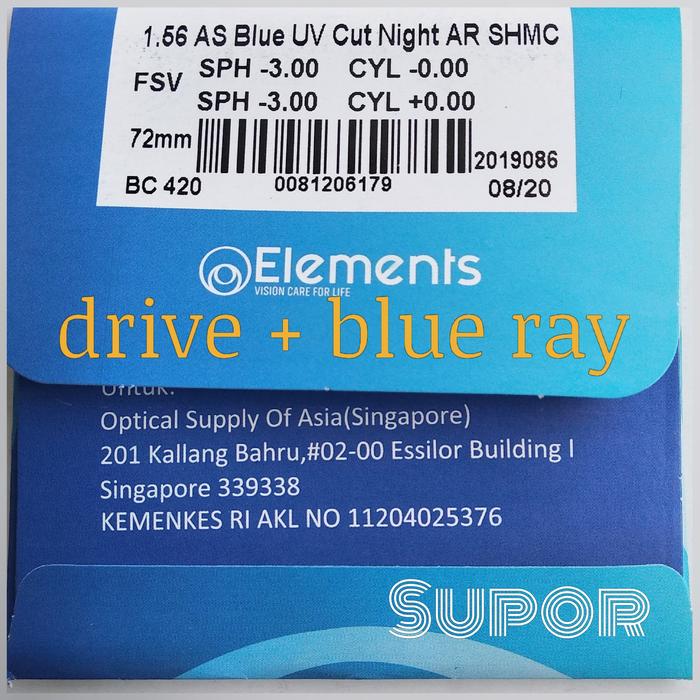 1.56 AS Blue UV Cut Night AR SHMC
FSV SPH -3.00 CYL -0.00
SPH -3.00 CYL +0.00
72mm
2019086
BC 420 0081206179 08/20
Elements
VISION CARE FOR LIFE
drive + blue ray
Untuk:
Optical Supply Of Asia(Singapore)
201 Kallang Bahru,#02-00 Essilor Building l
Singapore 339338
KEMENKES RI AKL NO 11204025376
SUPOR